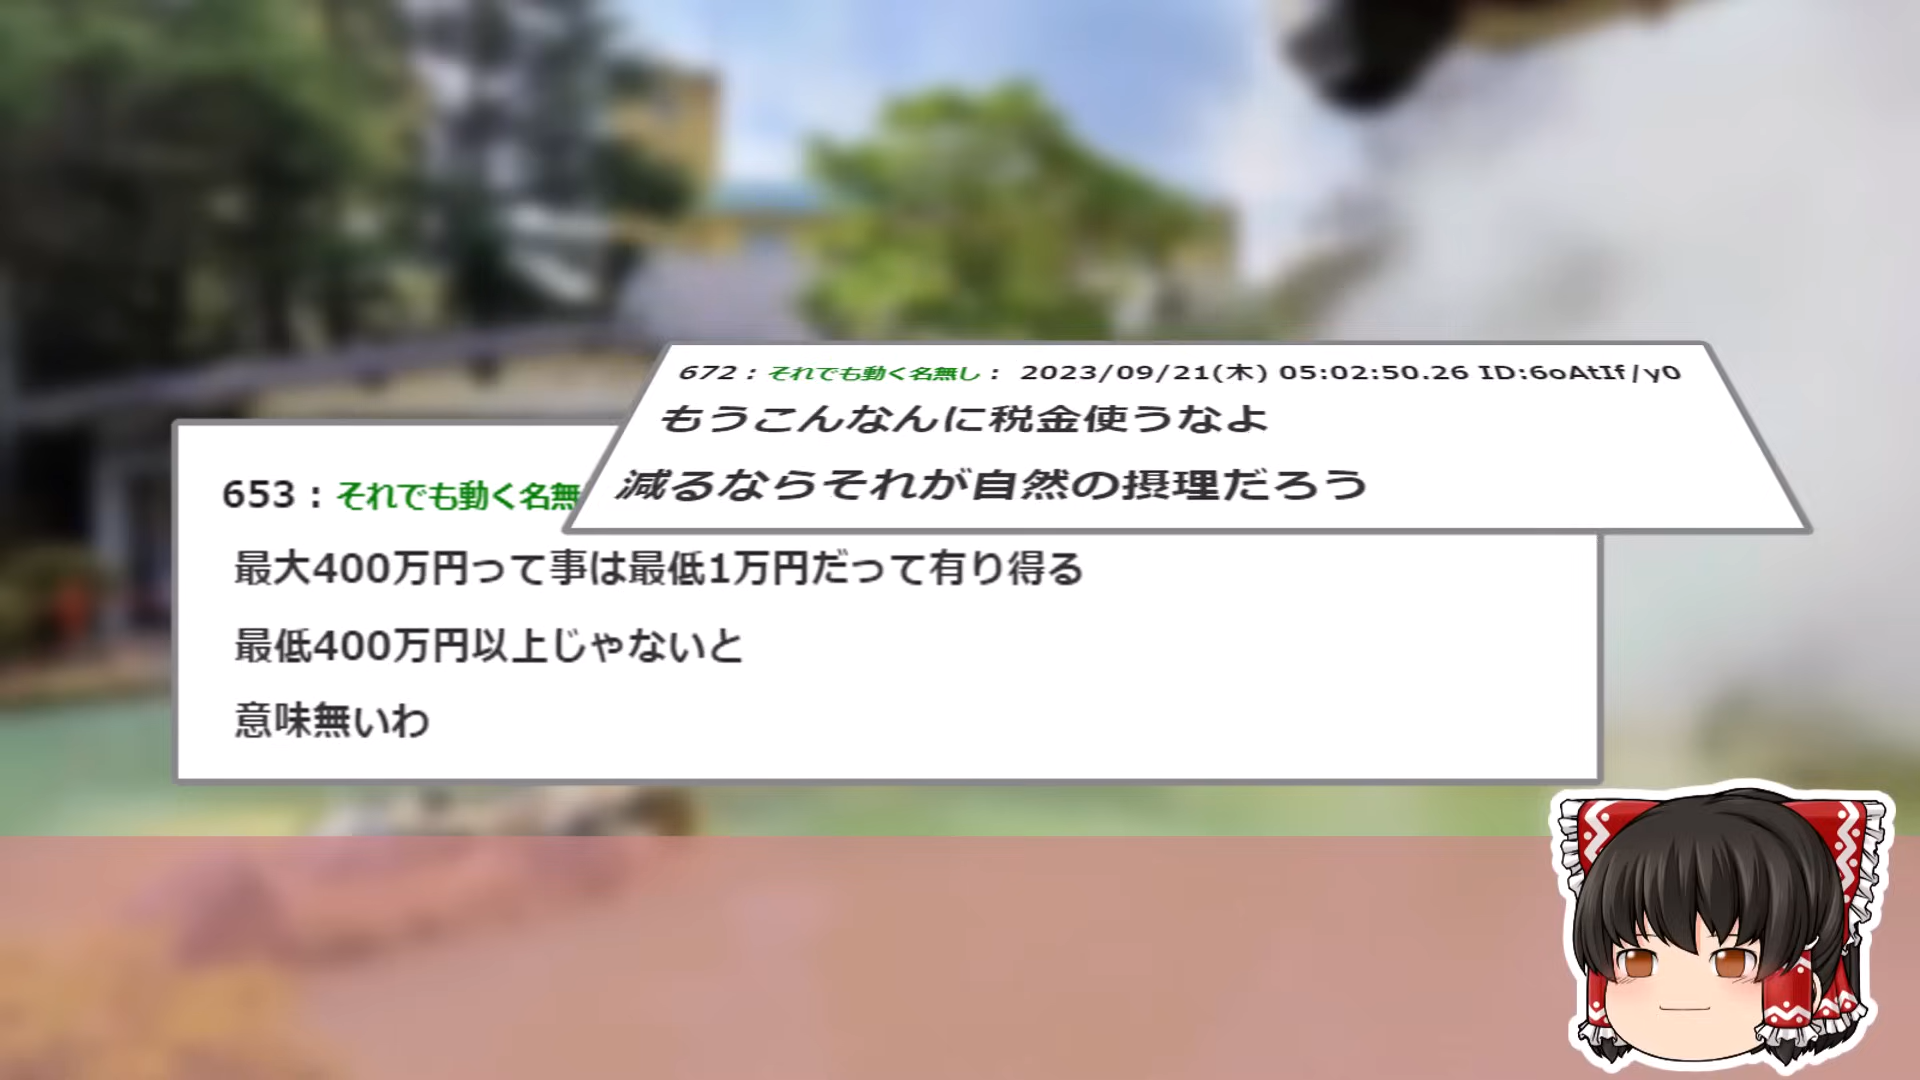 672 : それでも動く名無し : 2023/09/21(木) 05:02:50.26 ID:6oAtIf/y0
もうこんなんに税金使うなよ
減るならそれが自然の摂理だろう
653 : それでも動く名無
最大400万円って事は最低1万円だって有り得る
最低400万円以上じゃないと
意味無いわ